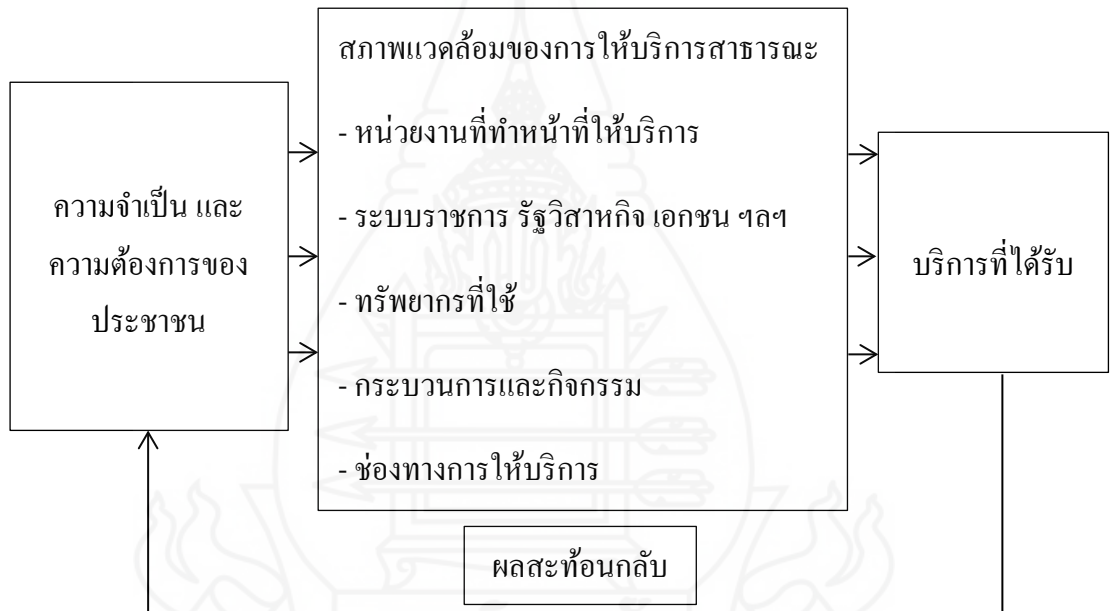 ความจำเป็น และ
ความต้องการของ
ประชาชน
สภาพแวดล้อมของการให้บริการสาธารณะ
- หน่วยงานที่ทำหน้าที่ให้บริการ
- ระบบราชการ รัฐวิสาหกิจ เอกชน ฯลฯ
- ทรัพยากรที่ใช้
- กระบวนการและกิจกรรม
- ช่องทางการให้บริการ
บริการที่ได้รับ
ผลสะท้อนกลับ